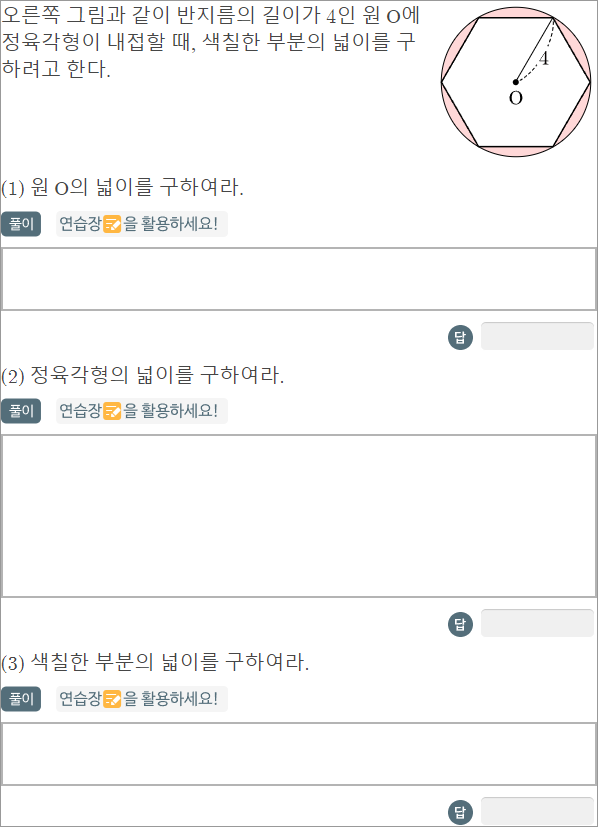 오른쪽 그림과 같이 반지름의 길이가 4인 원 O에
정육각형이 내접할 때, 색칠한 부분의 넓이를 구
하려고 한다.
4
O
(1) 원 O의 넓이를 구하여라.
풀이 연습장을 활용하세요!
답
(2) 정육각형의 넓이를 구하여라.
풀이 연습장을 활용하세요!
답
(3) 색칠한 부분의 넓이를 구하여라.
풀이 연습장을 활용하세요!
답